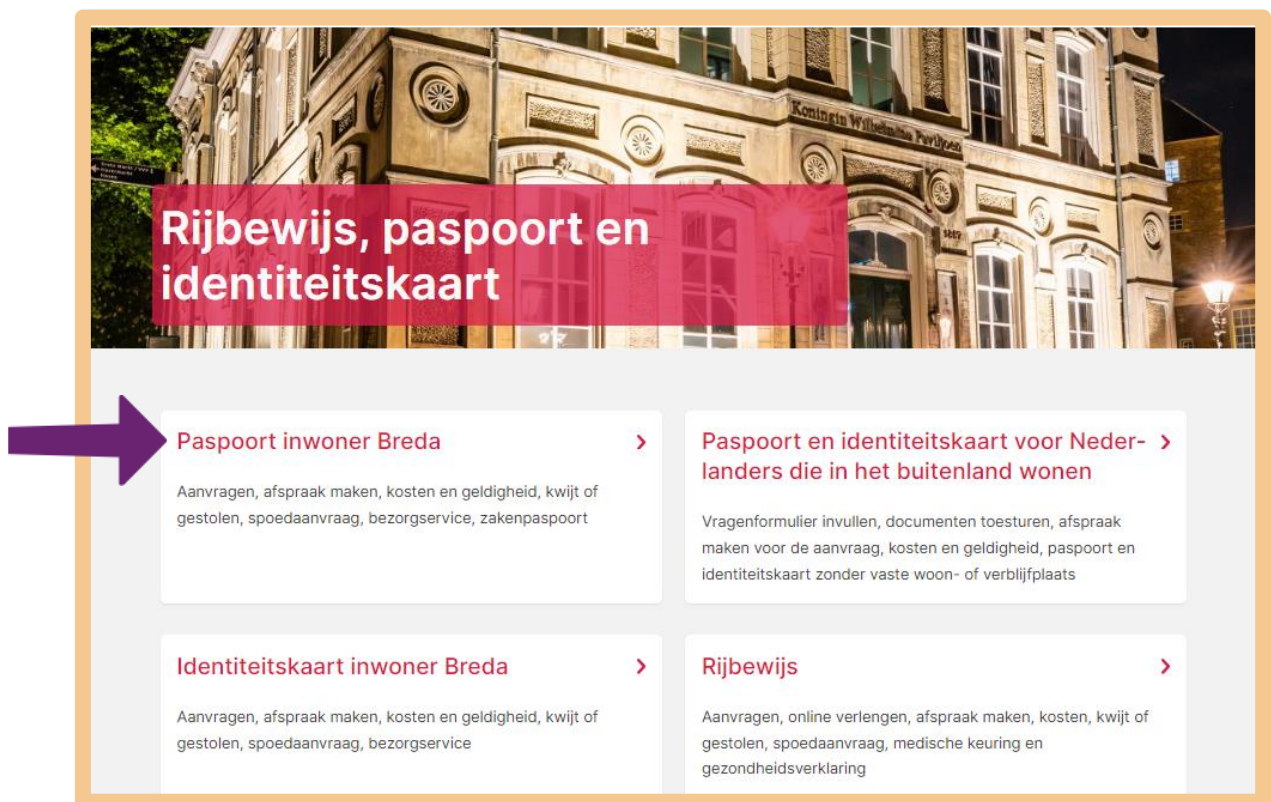 Koningin Wilhelmina Paviljoen
1887
Rijbewijs, paspoort en
identiteitskaart
Paspoort inwoner Breda
Aanvragen, afspraak maken, kosten en geldigheid, kwijt of
gestolen, spoedaanvraag, bezorgservice, zakenpaspoort
Paspoort en identiteitskaart voor Neder-
landers die in het buitenland wonen
Vragenformulier invullen, documenten toesturen, afspraak
maken voor de aanvraag, kosten en geldigheid, paspoort en
identiteitskaart zonder vaste woon- of verblijfplaats
Identiteitskaart inwoner Breda
Aanvragen, afspraak maken, kosten en geldigheid, kwijt of
gestolen, spoedaanvraag, bezorgservice
Rijbewijs
Aanvragen, online verlengen, afspraak maken, kosten, kwijt of
gestolen, spoedaanvraag, medische keuring en
gezondheidsverklaring